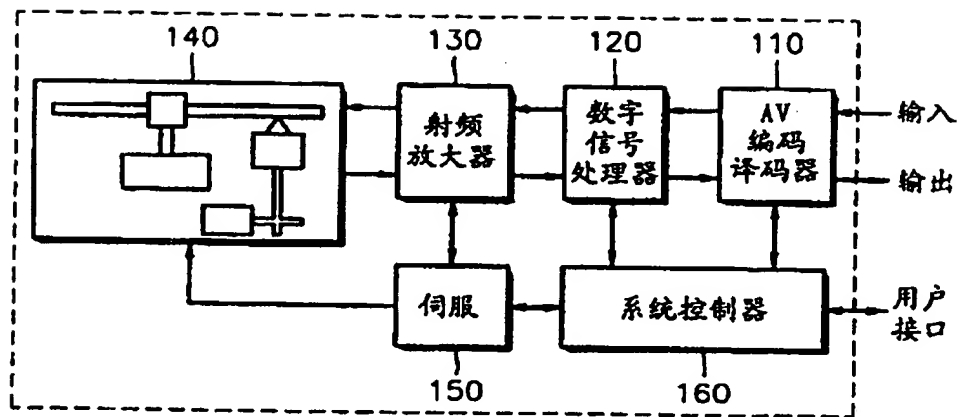 140
130
120
110
射频
放大器
数字
信号
处理器
AV
编码
译码器
输入
输出
伺服
系统控制器
用户
接口
150
160